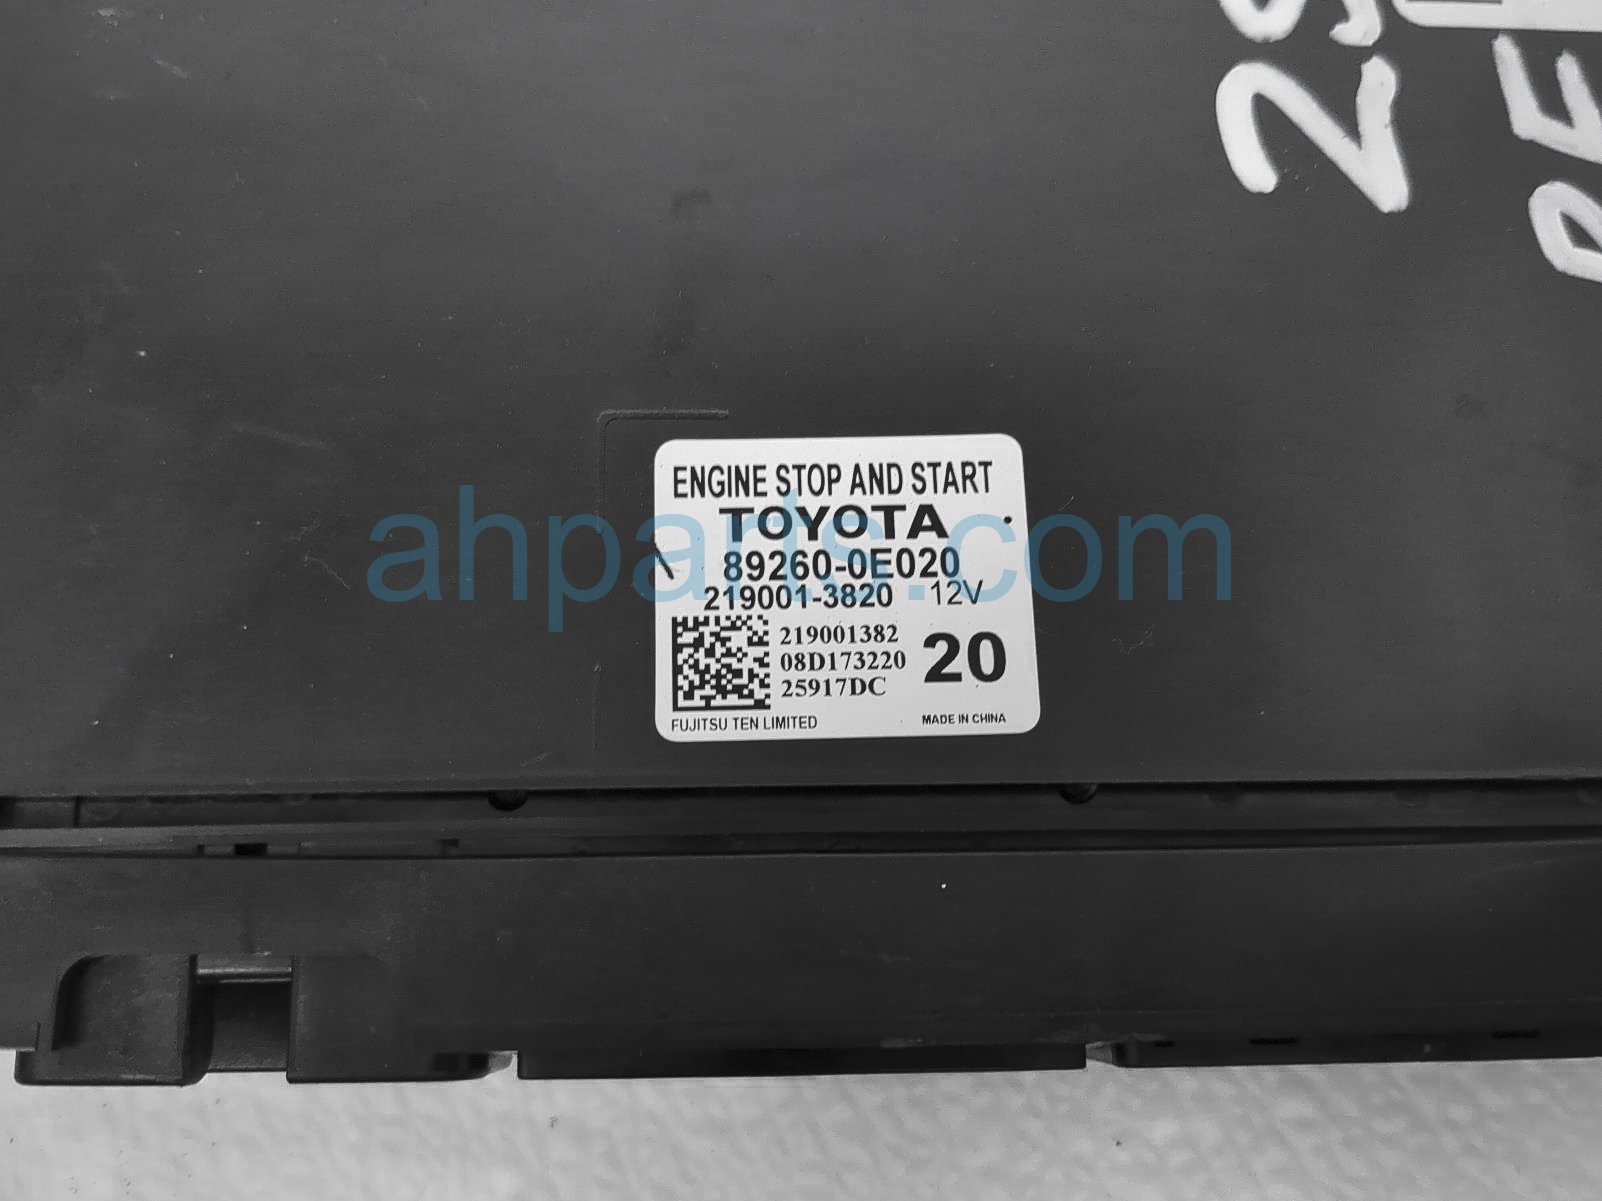 ENGINE STOP AND START
TOYOTA
89260-0E020
219001-3820 12V
219001382
08D173220
25917DC
20
FUJITSU TEN LIMITED
MADE IN CHINA
ahparts.com